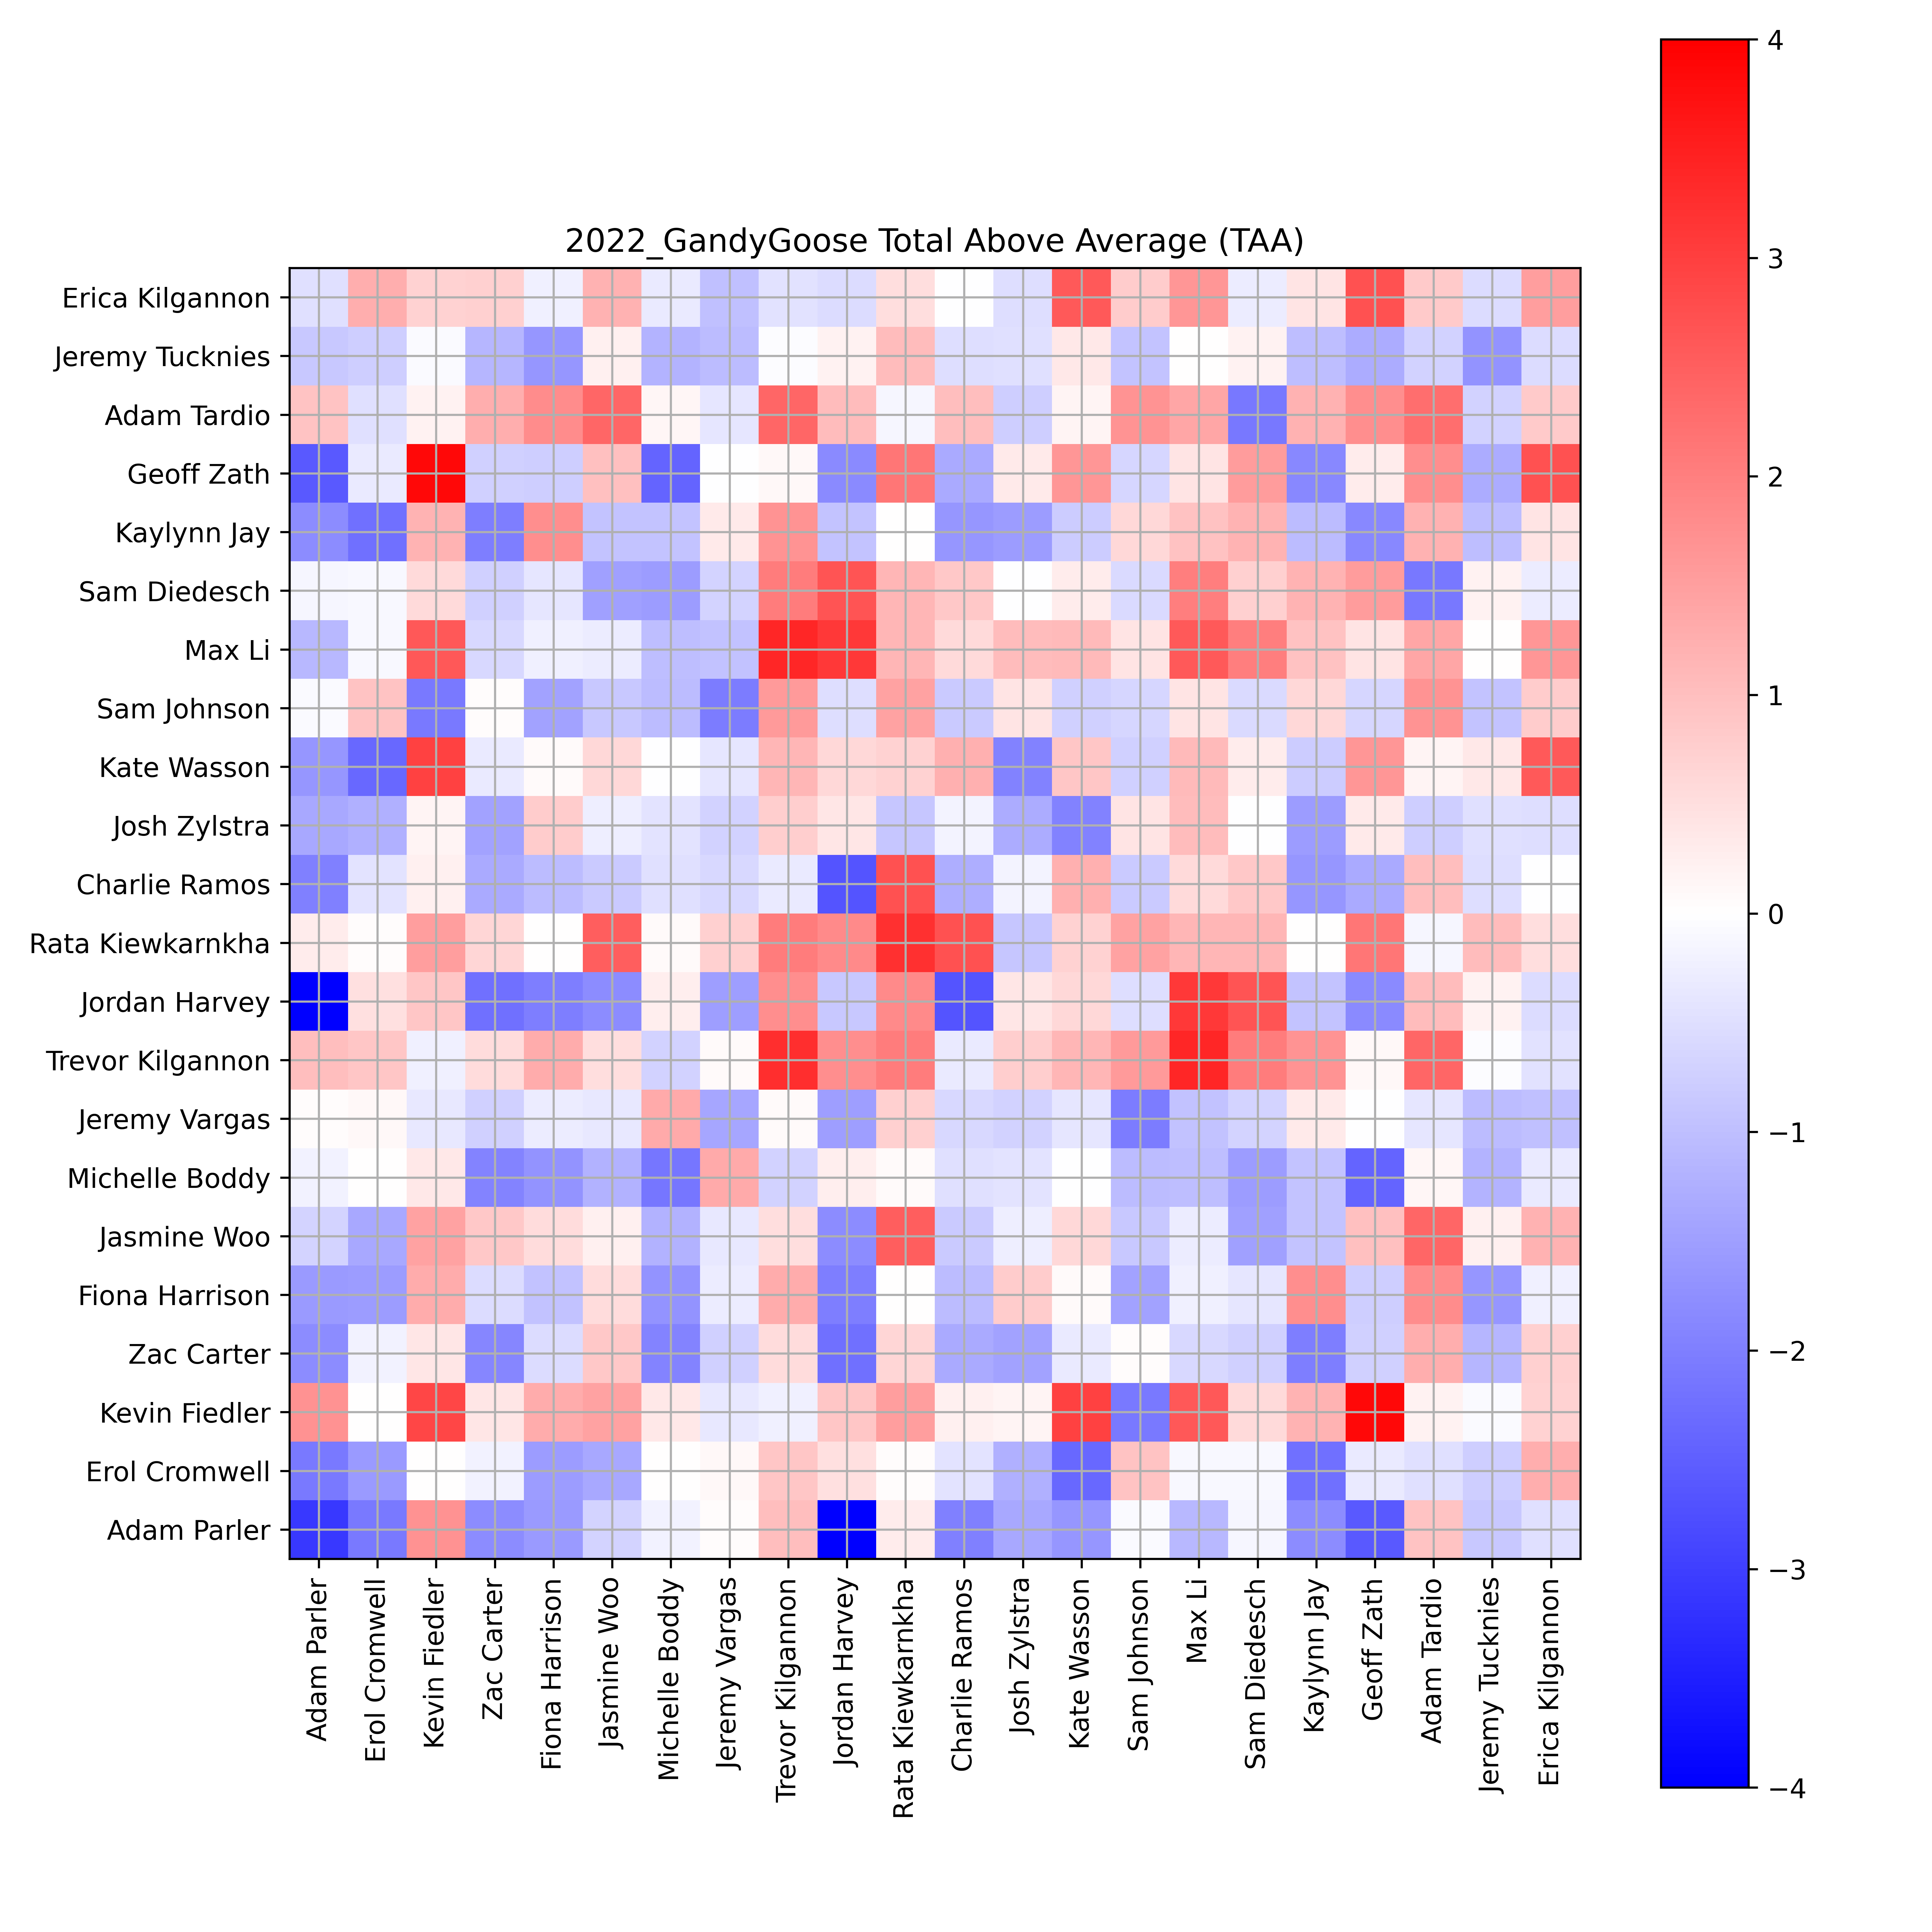 2022_GandyGoose Total Above Average (TAA)
Erica Kilgannon
Jeremy Tucknies
Adam Tardio
Geoff Zath
Kaylynn Jay
Sam Diedesch
Max Li
Sam Johnson
Kate Wasson
Josh Zylstra
Charlie Ramos
Rata Kiewkarnkha
Jordan Harvey
Trevor Kilgannon
Jeremy Vargas
Michelle Boddy
Jasmine Woo
Fiona Harrison
Zac Carter
Kevin Fiedler
Erol Cromwell
Adam Parler
Adam Parler
Erol Cromwell
Kevin Fiedler
Zac Carter
Fiona Harrison
Jasmine Woo
Michelle Boddy
Jeremy Vargas
Trevor Kilgannon
Jordan Harvey
Rata Kiewkarnkha
Charlie Ramos
Josh Zylstra
Kate Wasson
Sam Johnson
Max Li
Sam Diedesch
Kaylynn Jay
Geoff Zath
Adam Tardio
Jeremy Tucknies
Erica Kilgannon
4
3
2
1
0
−1
−2
−3
−4